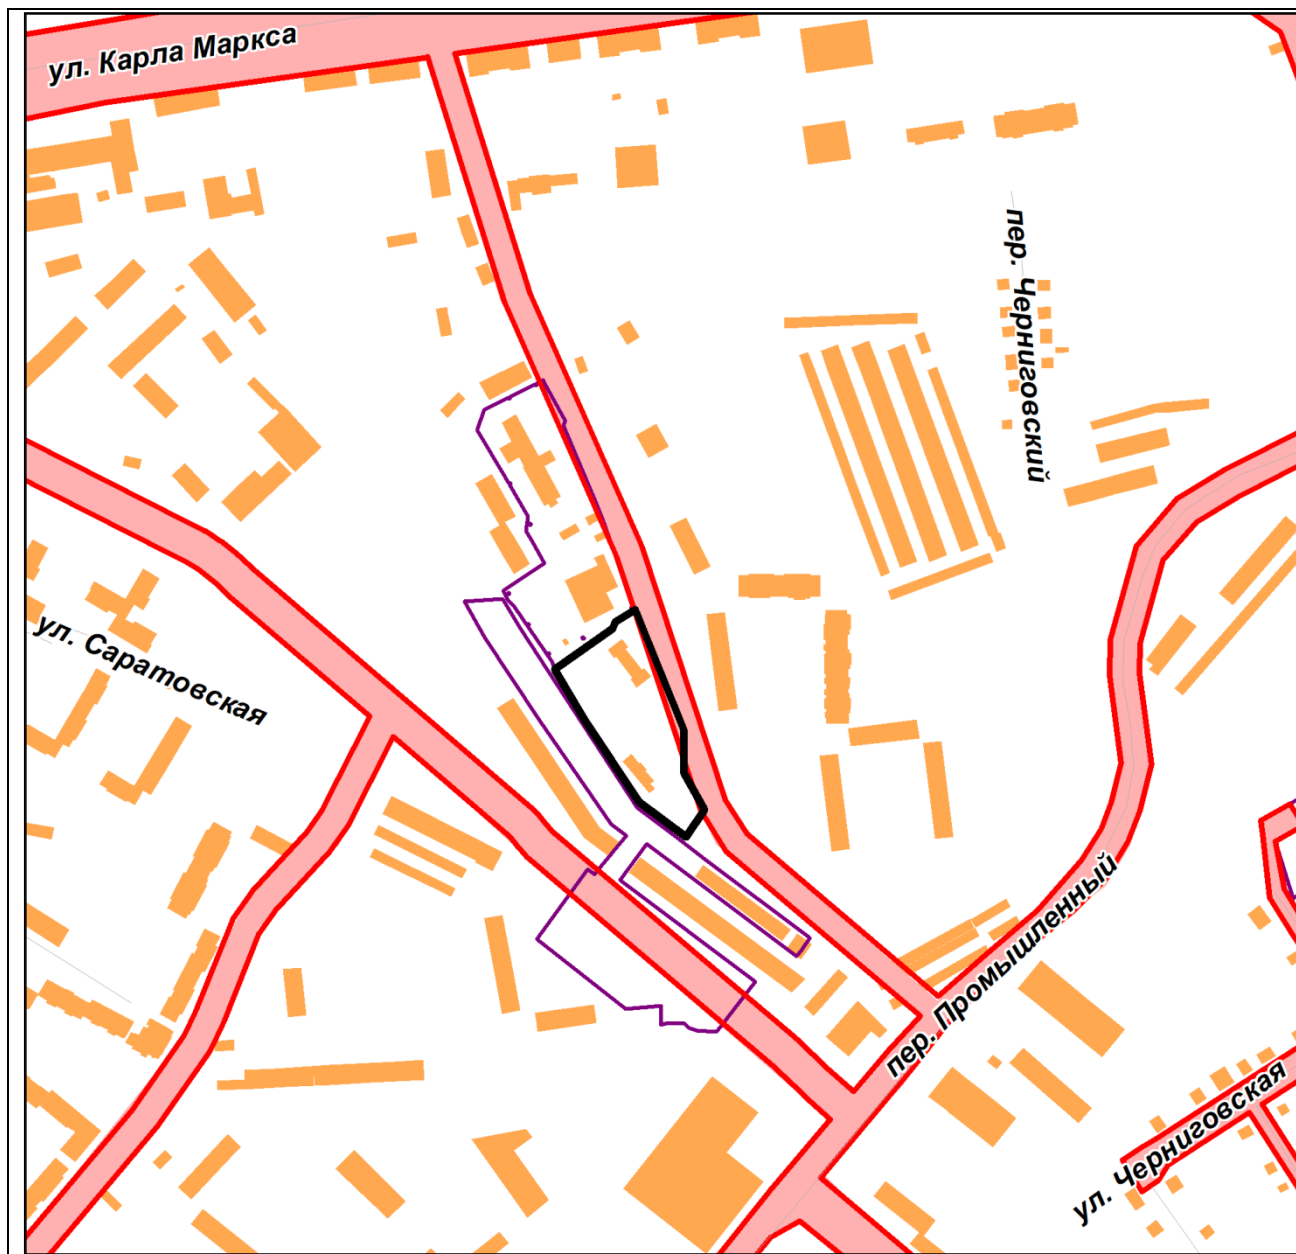 ул. Карла Маркса
пер. Черниговский
ул. Саратовская
пер. Промышленный
ул. Черниговская